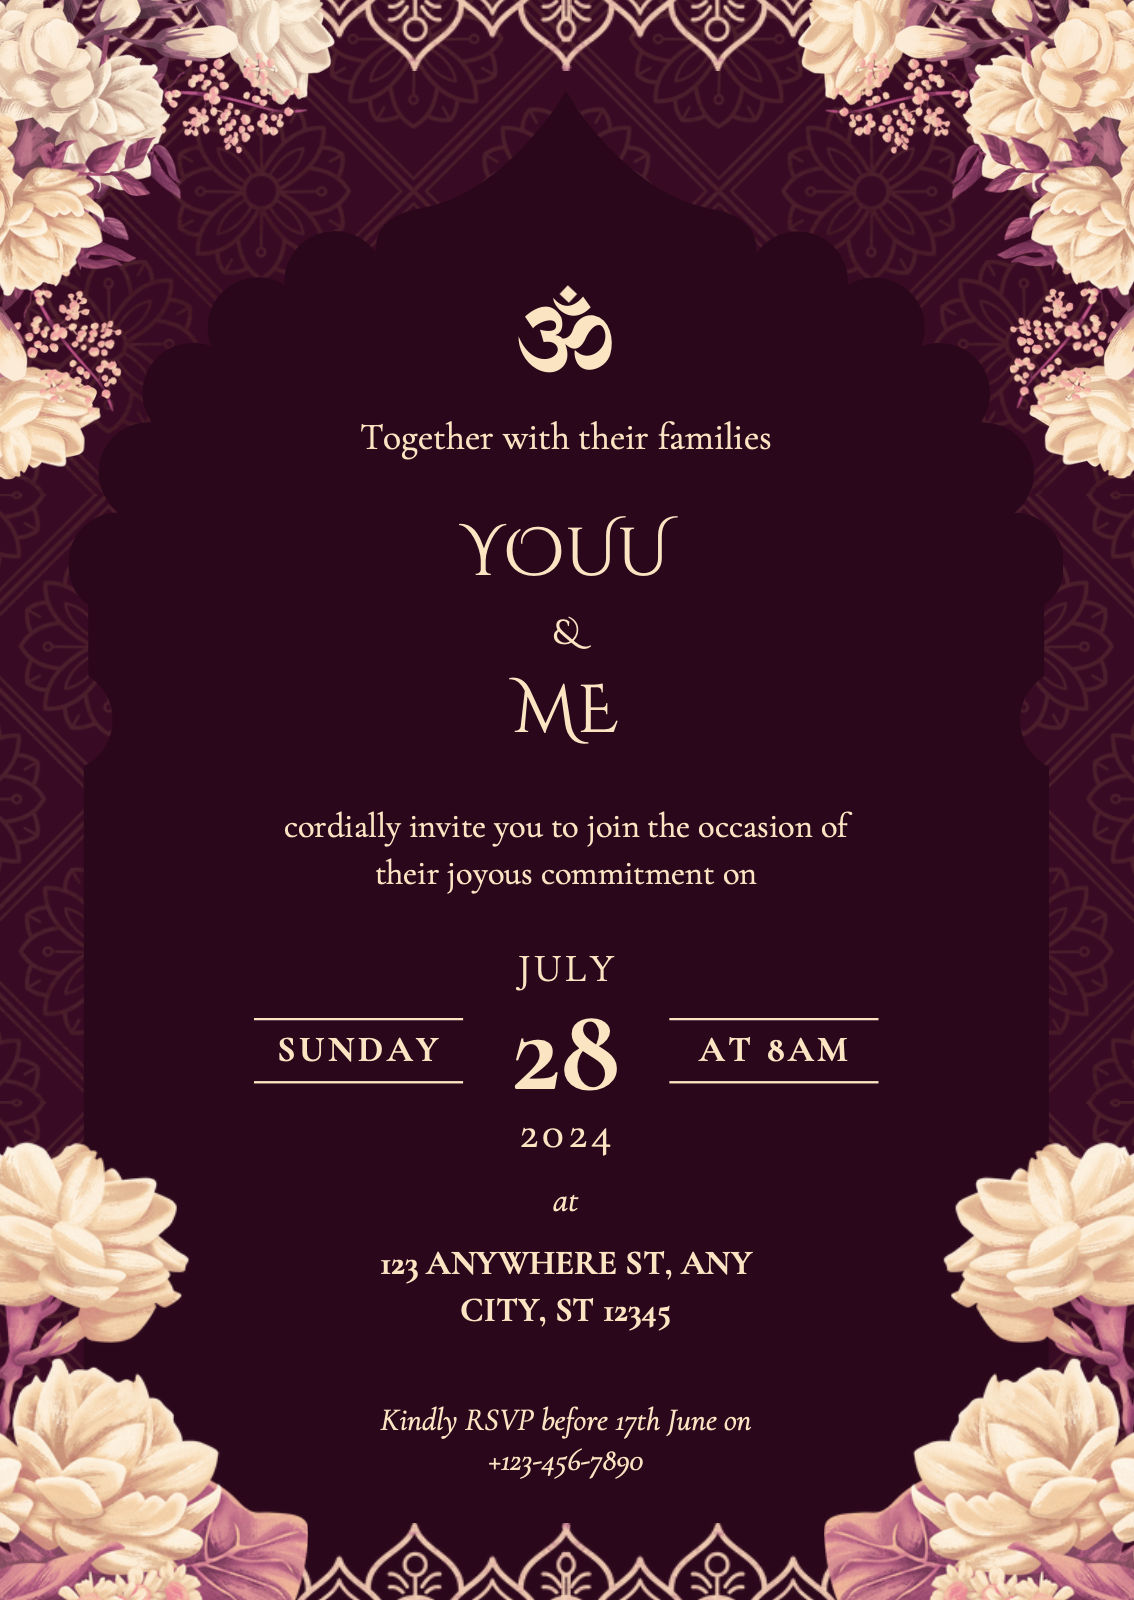 ॐ
Together with their families
YOUU
&
ME
cordially invite you to join the occasion of
their joyous commitment on
JULY
SUNDAY 28 AT 8AM
2024
at
123 ANYWHERE ST, ANY
CITY, ST 12345
Kindly RSVP before 17th June on
+123-456-7890